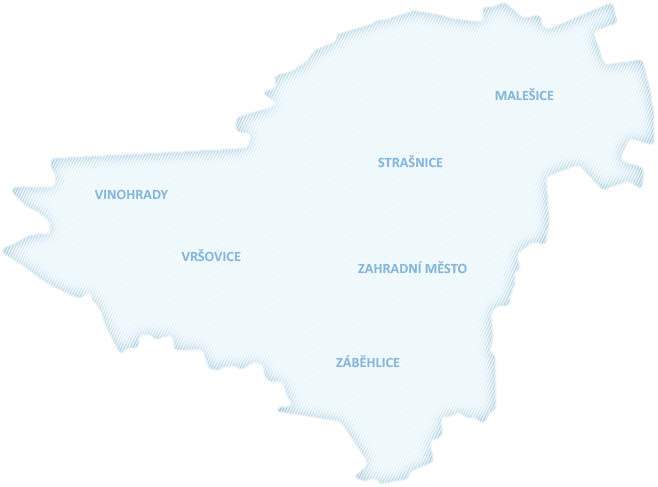 MALEŠICE
STRAŠNICE
VINOHRADY
VRŠOVICE
ZAHRADNÍ MĚSTO
ZÁBĚHLICE